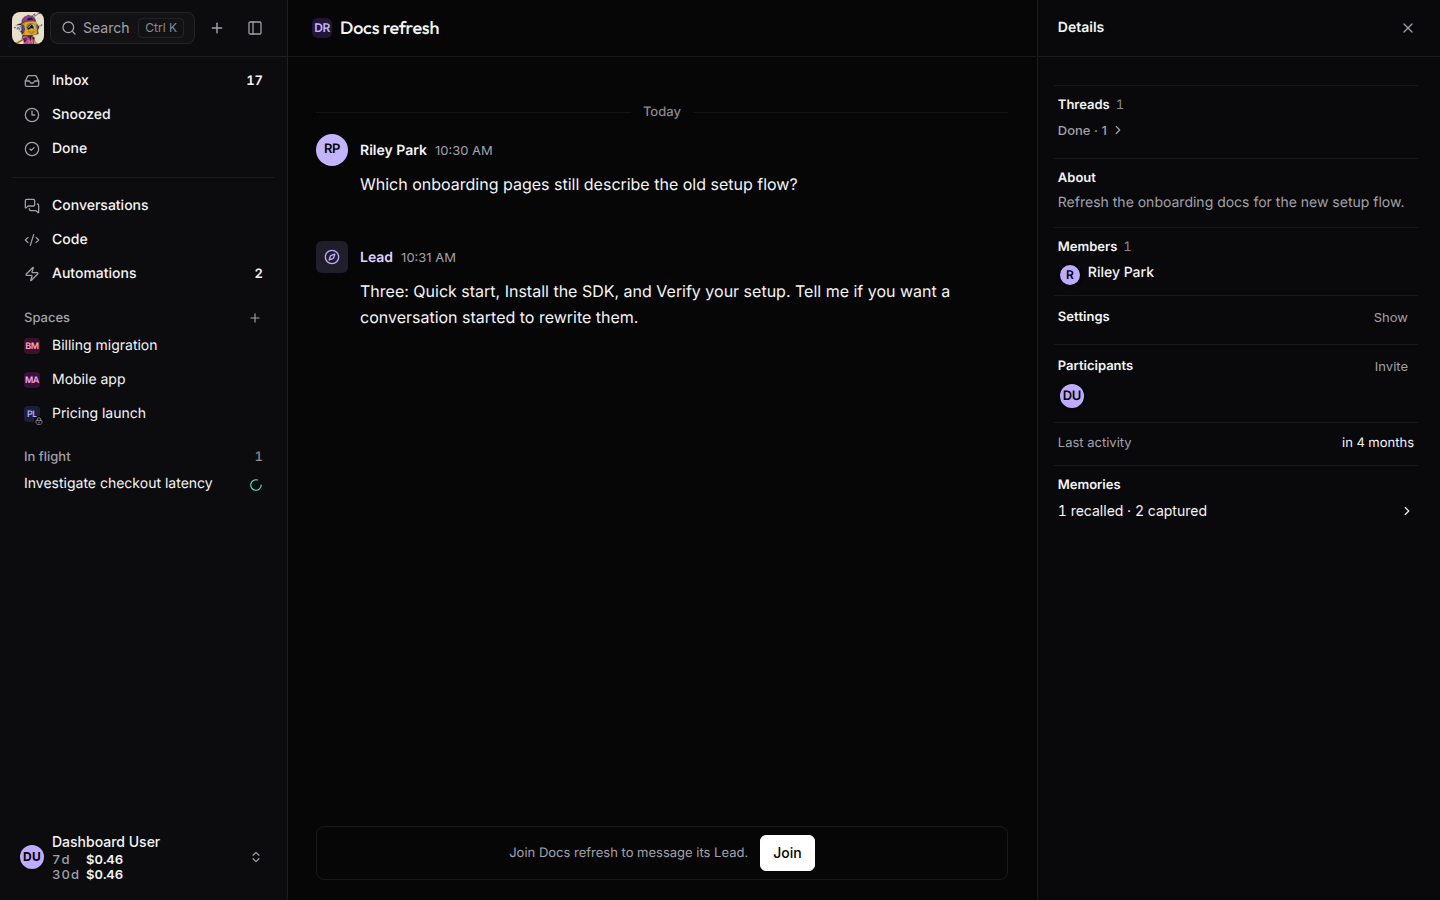 Search Ctrl K
Inbox 17
Snoozed
Done
Conversations
Code
Automations 2
Spaces
BM Billing migration
MA Mobile app
PL Pricing launch
In flight 1
Investigate checkout latency
DU Dashboard User
7d $0.46
30d $0.46
DR Docs refresh
Today
RP Riley Park 10:30 AM
Which onboarding pages still describe the old setup flow?
Lead 10:31 AM
Three: Quick start, Install the SDK, and Verify your setup. Tell me if you want a
conversation started to rewrite them.
Join Docs refresh to message its Lead. Join
Details
Threads 1
Done · 1
About
Refresh the onboarding docs for the new setup flow.
Members 1
R Riley Park
Settings Show
Participants Invite
DU
Last activity in 4 months
Memories
1 recalled · 2 captured